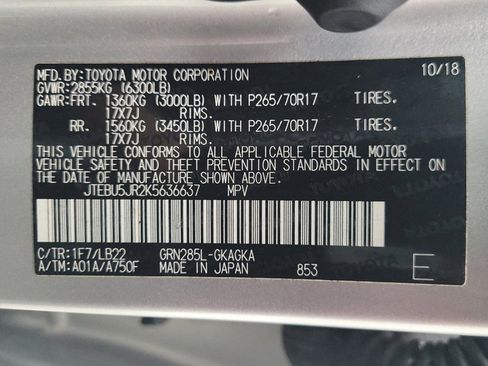 MFD.BY:TOYOTA MOTOR CORPORATION 10/18
GVWR:2855KG (6300LB)
GAWR:FRT. 1360KG (3000LB) WITH P265/70R17 TIRES.
17X7J RIMS.
RR. 1560KG (3450LB) WITH P265/70R17 TIRES.
17X7J RIMS.
THIS VEHICLE CONFORMS TO ALL APPLICABLE FEDERAL MOTOR
VEHICLE SAFETY AND THEFT PREVENTION STANDARDS IN EFFECT ON
THE DATE OF MANUFACTURE SHOWN ABOVE.
JTEBU5JR2K5636637 MPV
C/TR:1F7/LB22 GRN285L-GKAGKA
A/TM:A01A/A750F MADE IN JAPAN 853 E